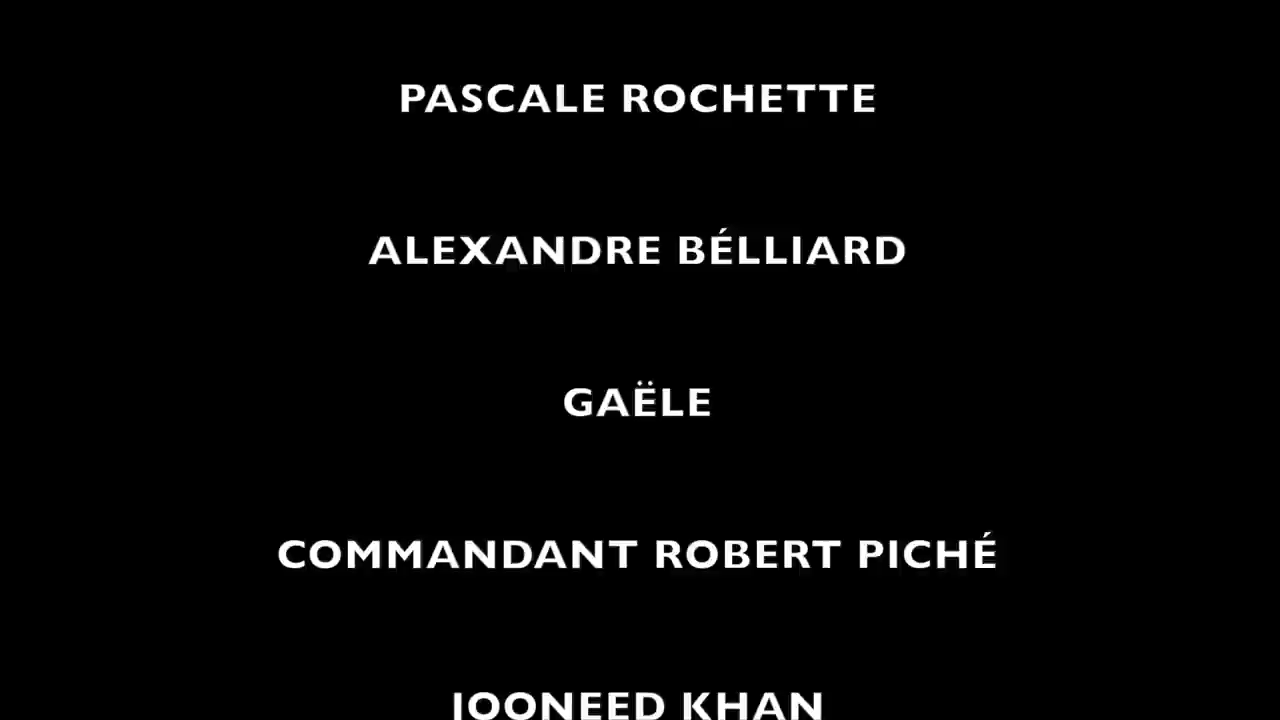 PASCALE ROCHETTE
ALEXANDRE BÉLLIARD
GAËLE
COMMANDANT ROBERT PICHÉ
JOONEED KHAN